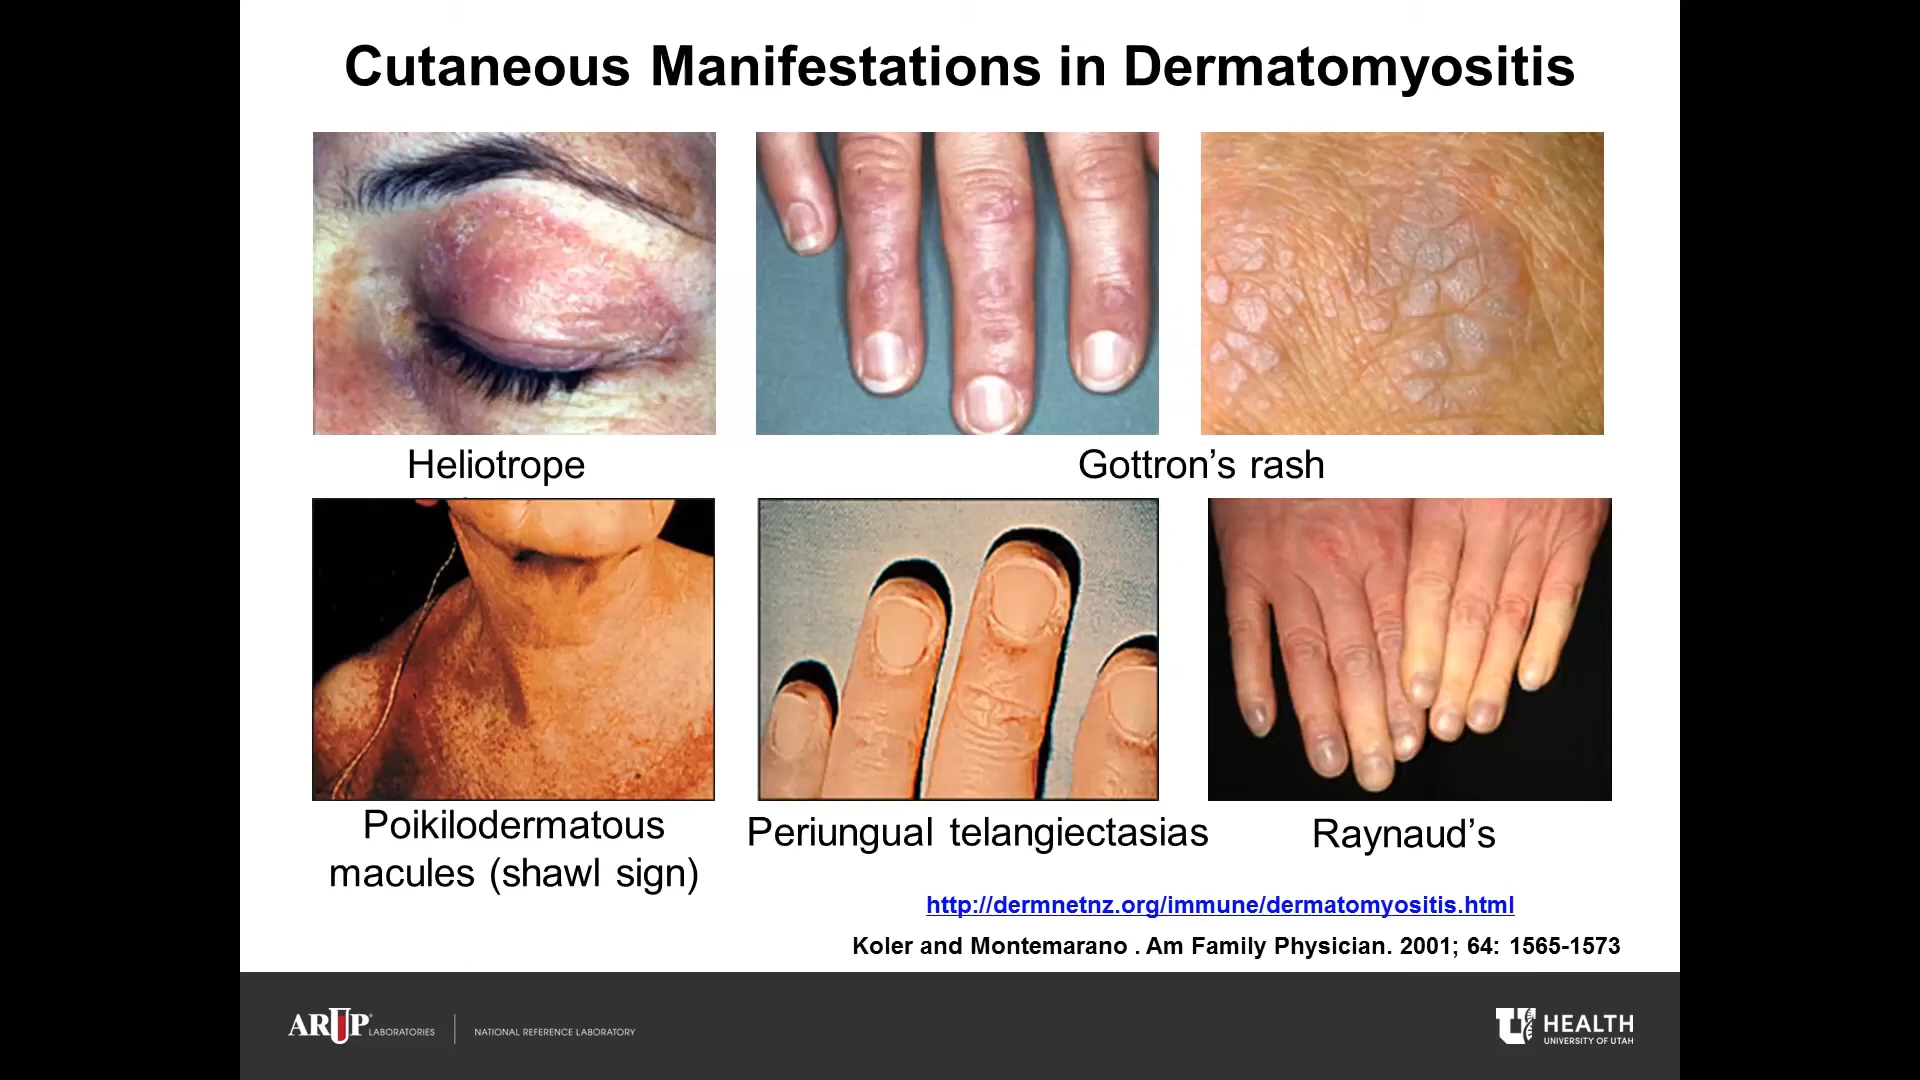 Cutaneous Manifestations in Dermatomyositis
Heliotrope
Gottron’s rash
Poikilodermatous
macules (shawl sign)
Periungual telangiectasias
Raynaud’s
http://dermnetnz.org/immune/dermatomyositis.html
Koler and Montemarano . Am Family Physician. 2001; 64: 1565-1573
ARUP LABORATORIES
NATIONAL REFERENCE LABORATORY
U HEALTH
UNIVERSITY OF UTAH